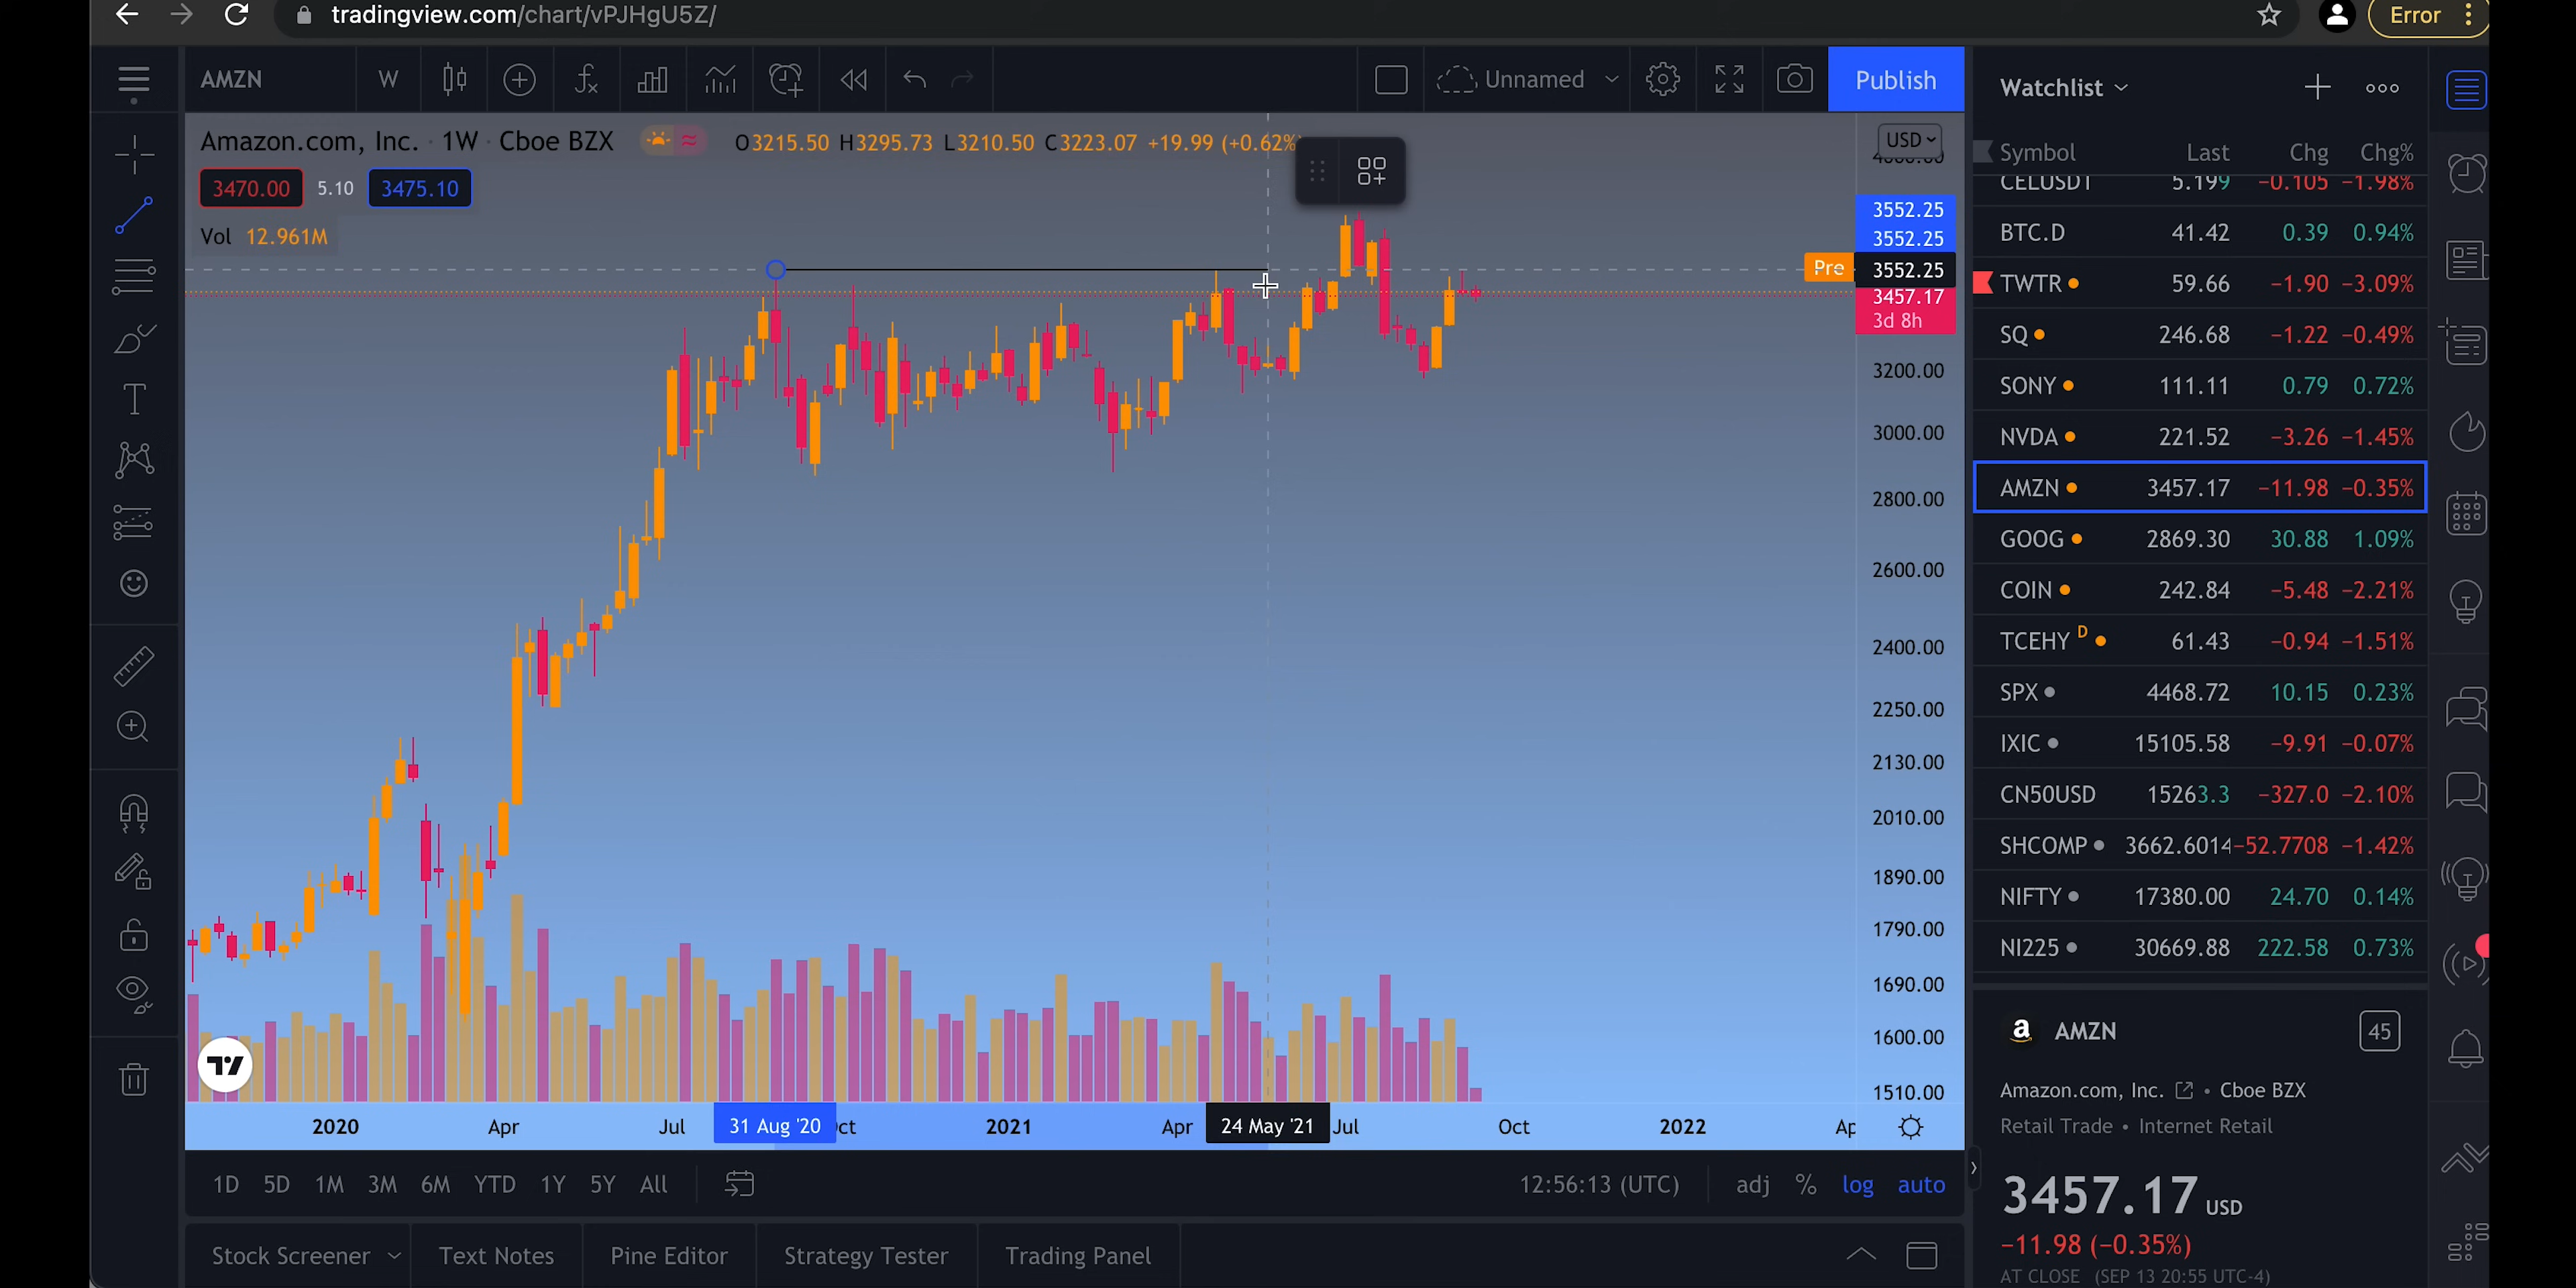 tradingview.com/chart/vPJHgU5Z/
Error
AMZN W Unnamed Publish
Watchlist
Amazon.com, Inc. · 1W · Cboe BZX O3215.50 H3295.73 L3210.50 C3223.07 +19.99 (+0.62%)
3470.00 5.10 3475.10
Vol 12.961M
USD
4000.00
3552.25
3552.25
Pre 3552.25
3457.17
3d 8h
3200.00
3000.00
2800.00
2600.00
2400.00
2250.00
2130.00
2010.00
1890.00
1790.00
1690.00
1600.00
1510.00
2020 Apr Jul 31 Aug '20 ct 2021 Apr 24 May '21 Jul Oct 2022 Ap
1D 5D 1M 3M 6M YTD 1Y 5Y All 12:56:13 (UTC) adj % log auto
Stock Screener Text Notes Pine Editor Strategy Tester Trading Panel
Symbol Last Chg Chg%
CELUSDT 5.199 −0.105 −1.98%
BTC.D 41.42 0.39 0.94%
TWTR 59.66 −1.90 −3.09%
SQ 246.68 −1.22 −0.49%
SONY 111.11 0.79 0.72%
NVDA 221.52 −3.26 −1.45%
AMZN 3457.17 −11.98 −0.35%
GOOG 2869.30 30.88 1.09%
COIN 242.84 −5.48 −2.21%
TCEHY D 61.43 −0.94 −1.51%
SPX 4468.72 10.15 0.23%
IXIC 15105.58 −9.91 −0.07%
CN50USD 15263.3 −327.0 −2.10%
SHCOMP 3662.6014 −52.7708 −1.42%
NIFTY 17380.00 24.70 0.14%
NI225 30669.88 222.58 0.73%
a AMZN 45
Amazon.com, Inc. • Cboe BZX
Retail Trade • Internet Retail
3457.17 USD
−11.98 (−0.35%)
AT CLOSE (SEP 13 20:55 UTC-4)